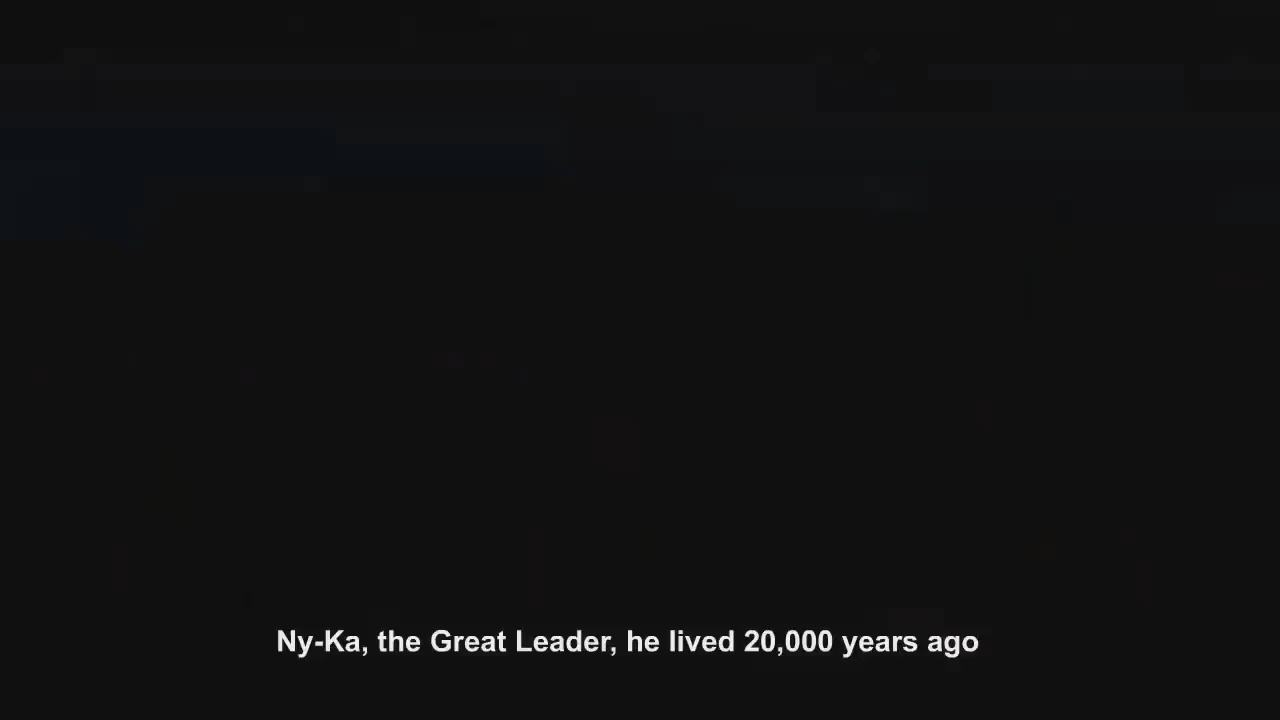 Ny-Ka, the Great Leader, he lived 20,000 years ago